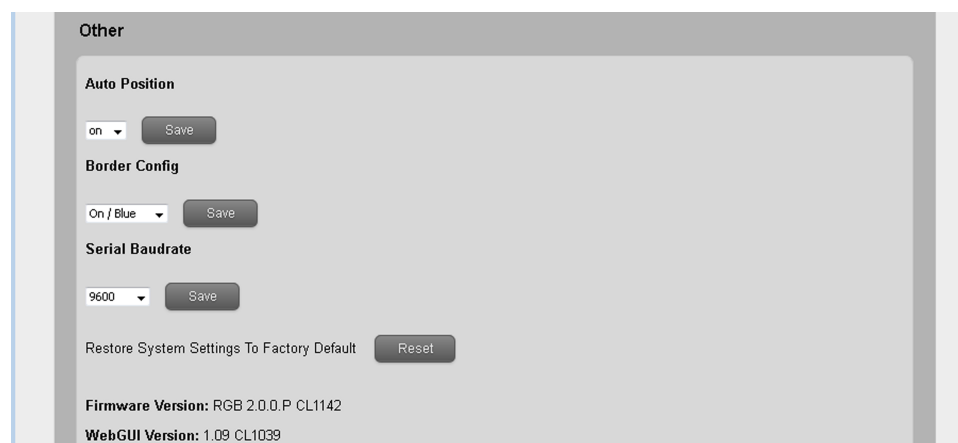 Other
Auto Position
on Save
Border Config
On / Blue Save
Serial Baudrate
9600 Save
Restore System Settings To Factory Default Reset
Firmware Version: RGB 2.0.0.P CL1142
WebGUI Version: 1.09 CL1039